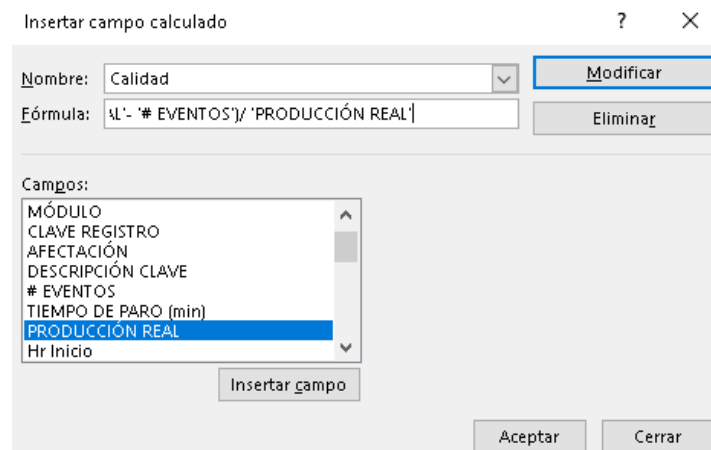 Insertar campo calculado ? X
Nombre: Calidad Modificar
Fórmula: AL'- '# EVENTOS')/ 'PRODUCCIÓN REAL' Eliminar
Campos:
MÓDULO
CLAVE REGISTRO
AFECTACIÓN
DESCRIPCIÓN CLAVE
# EVENTOS
TIEMPO DE PARO (min)
PRODUCCIÓN REAL
Hr Inicio
Insertar campo
Aceptar Cerrar